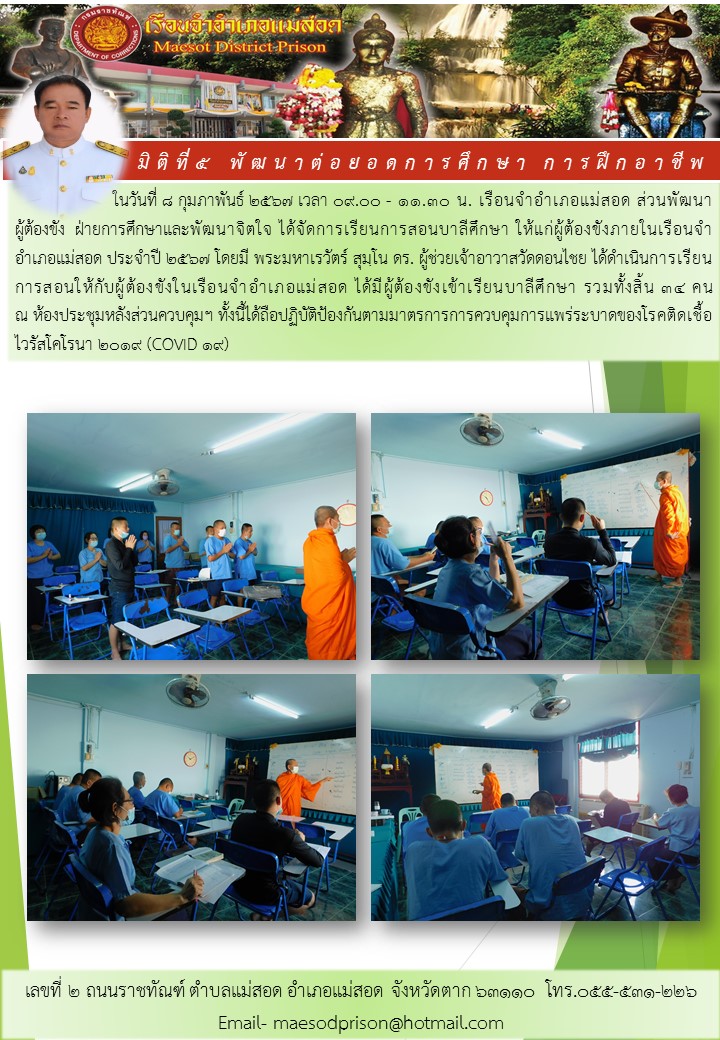 กรมราชทัณฑ์
DEPARTMENT OF CORRECTIONS
เรือนจำอำเภอแม่สอด
Maesot District Prison
มิติที่๕ พัฒนาต่อยอดการศึกษา การฝึกอาชีพ
ในวันที่ ๘ กุมภาพันธ์ ๒๕๖๗ เวลา ๐๙.๐๐ - ๑๑.๓๐ น. เรือนจำอำเภอแม่สอด ส่วนพัฒนา
ผู้ต้องขัง ฝ่ายการศึกษาและพัฒนาจิตใจ ได้จัดการเรียนการสอนบาลีศึกษา ให้แก่ผู้ต้องขังภายในเรือนจำ
อำเภอแม่สอด ประจำปี ๒๕๖๗ โดยมี พระมหาเรวัตร์ สุมฺโน ดร. ผู้ช่วยเจ้าอาวาสวัดดอนไชย ได้ดำเนินการเรียน
การสอนให้กับผู้ต้องขังในเรือนจำอำเภอแม่สอด ได้มีผู้ต้องขังเข้าเรียนบาลีศึกษา รวมทั้งสิ้น ๓๔ คน
ณ ห้องประชุมหลังส่วนควบคุมฯ ทั้งนี้ได้ถือปฏิบัติป้องกันตามมาตรการการควบคุมการแพร่ระบาดของโรคติดเชื้อ
ไวรัสโคโรนา ๒๐๑๙ (COVID ๑๙)
เลขที่ ๒ ถนนราชทัณฑ์ ตำบลแม่สอด อำเภอแม่สอด จังหวัดตาก ๖๓๑๑๐ โทร.๐๕๕-๕๓๑-๒๒๖
Email- maesodprison@hotmail.com